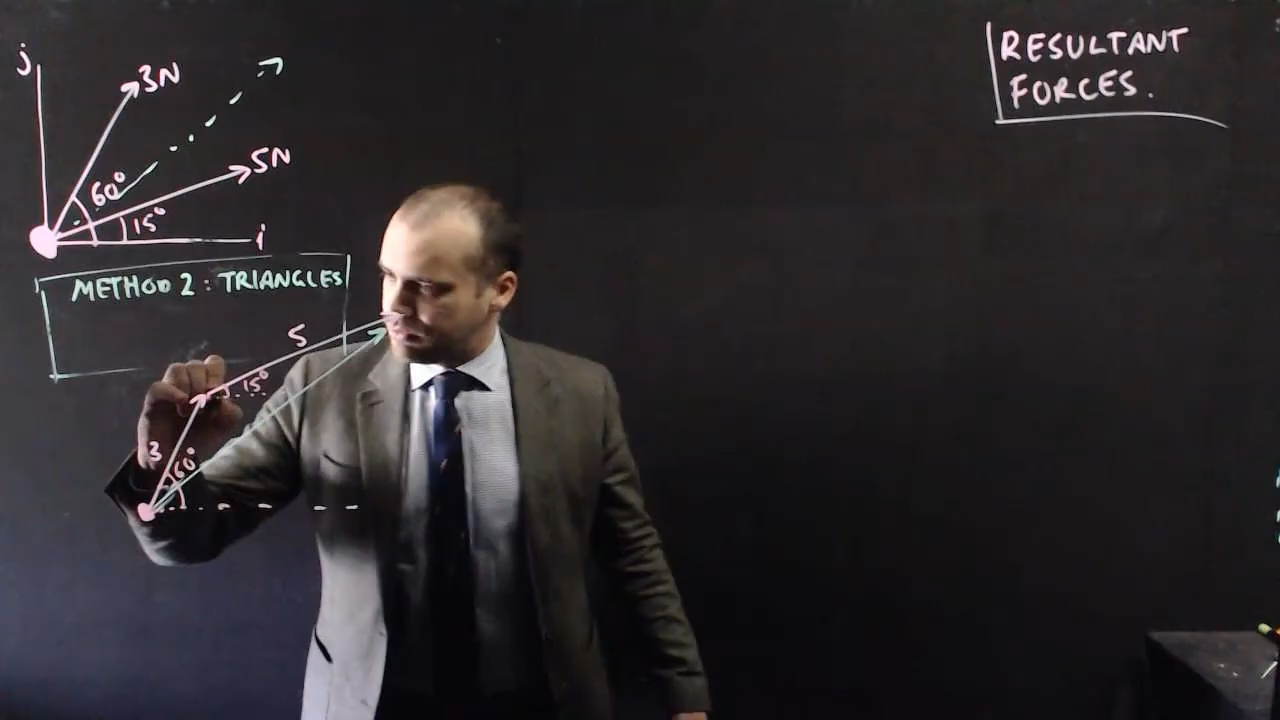 RESULTANT
FORCES.
j
3N
5N
60°
15°
i
METHOD 2: TRIANGLES
5
15°
3
60°